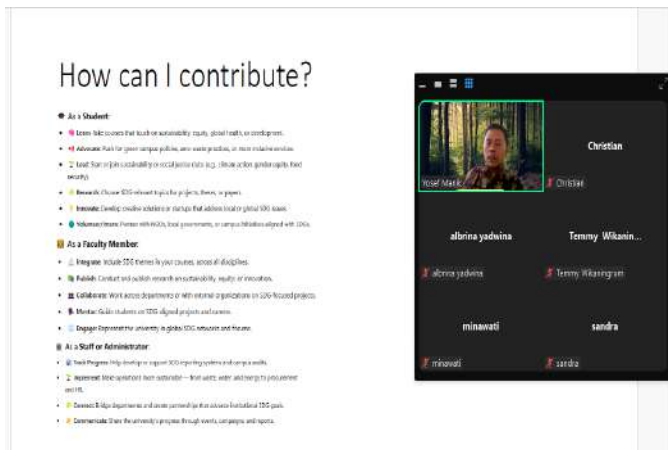 How can I contribute?
As a Student:
Learn: Take courses that touch on sustainability, equity, global health, or development.
Advocate: Push for green campus policies, zero-waste practices, or more inclusive services.
Lead: Start or join sustainability or social justice clubs (e.g., climate action, gender equity, food
security).
Research: Choose SDG-relevant topics for projects, theses, or papers.
Innovate: Develop creative solutions or startups that address local or global SDG issues.
Volunteer/Intern: Partner with NGOs, local governments, or campus initiatives aligned with SDGs.
As a Faculty Member:
Integrate: Include SDG themes in your courses, across all disciplines.
Publish: Conduct and publish research on sustainability, equity, or innovation.
Collaborate: Work across departments or with external organizations on SDG-focused projects.
Mentor: Guide students on SDG-aligned projects and careers.
Engage: Represent the university in global SDG networks and forums.
As a Staff or Administrator:
Track Progress: Help develop or support SDG reporting systems and campus audits.
Implement: Make operations more sustainable — from waste, water and energy to procurement
and HR.
Connect: Bridge departments and create partnerships that advance institutional SDG goals.
Communicate: Share the university's progress through events, campaigns, and reports.
Yosef Manik
Christian
Christian
albrina yadwina
Temmy Wikanin...
albrina yadwina
Temmy Wikaningrum
minawati
sandra
minawati
sandra